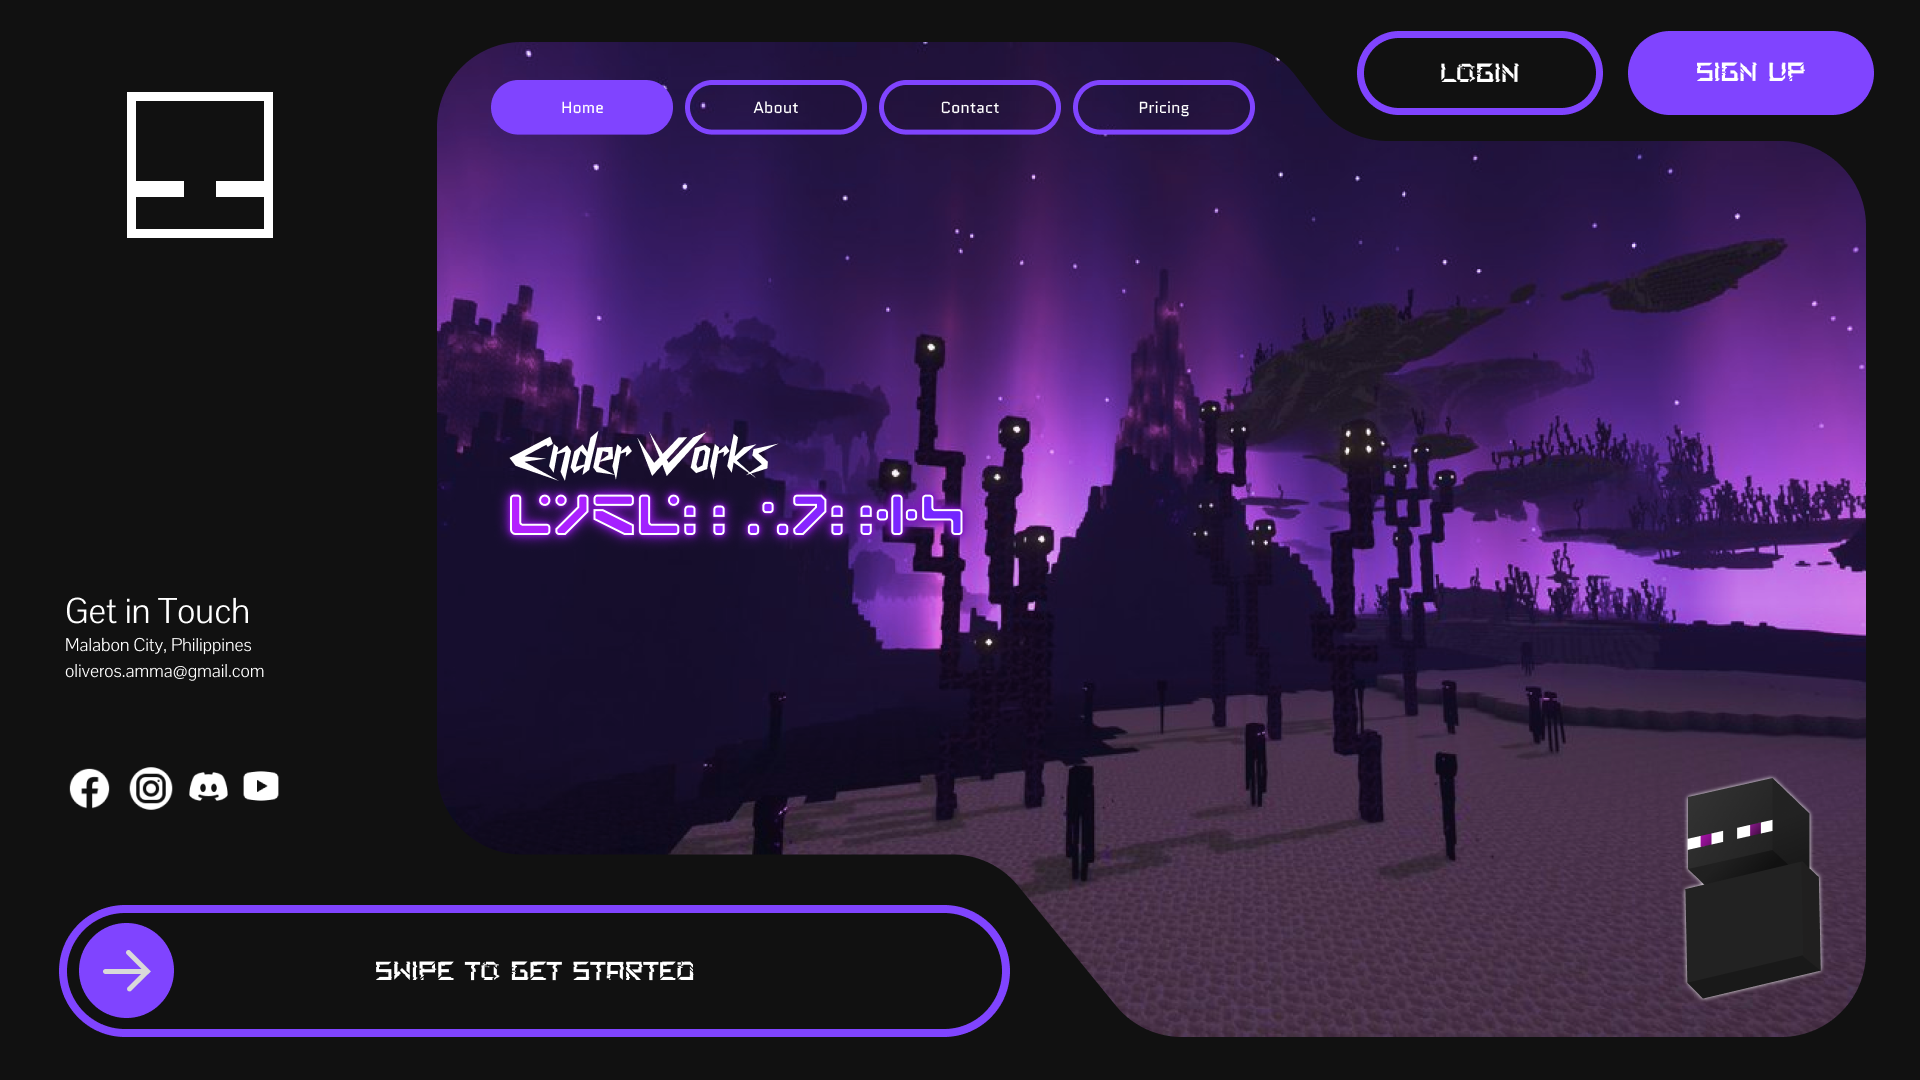 LOGIN
SIGN UP
Home
About
Contact
Pricing
Ender Works
Get in Touch
Malabon City, Philippines
oliveros.amma@gmail.com
SWIPE TO GET STARTED